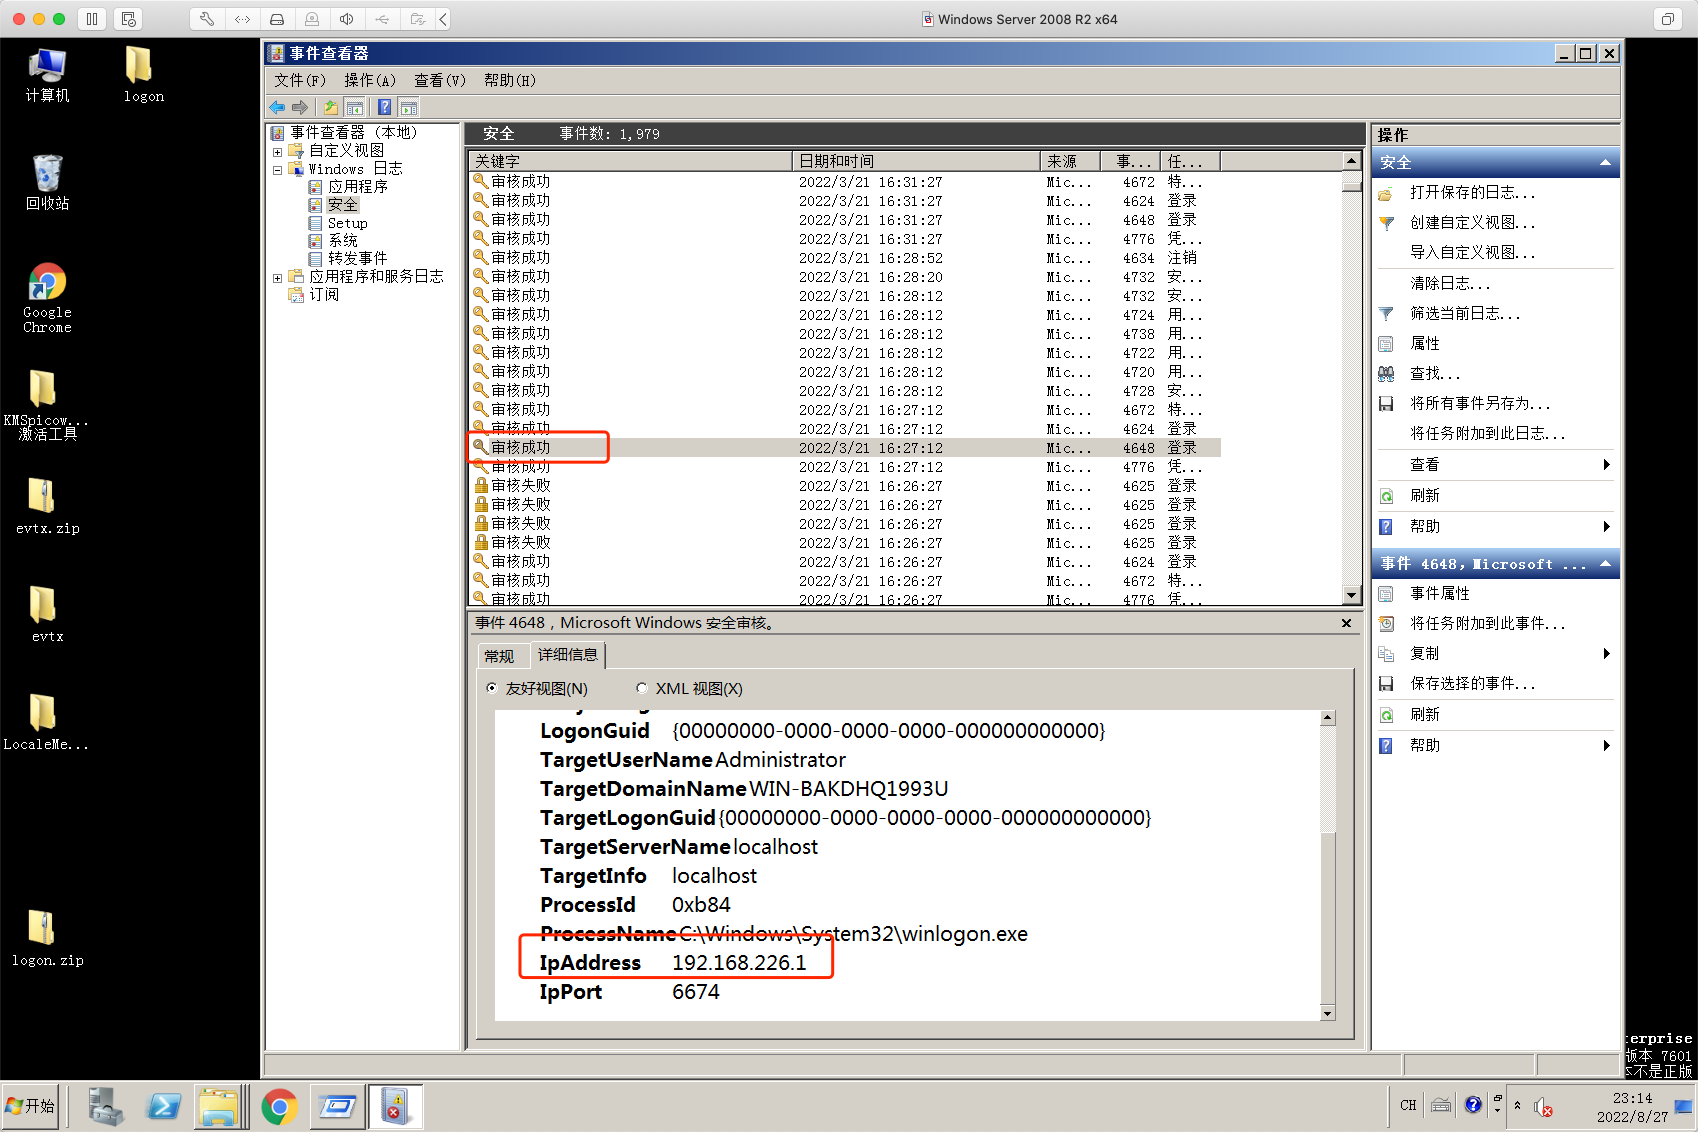 Windows Server 2008 R2 x64
计算机
logon
回收站
Google
Chrome
KMSpicow...
激活工具
evtx.zip
evtx
LocaleMe...
logon.zip
事件查看器
文件(F) 操作(A) 查看(V) 帮助(H)
事件查看器 (本地)
自定义视图
Windows 日志
应用程序
安全
Setup
系统
转发事件
应用程序和服务日志
订阅
安全 事件数: 1,979
关键字 日期和时间 来源 事... 任...
审核成功 2022/3/21 16:31:27 Mic... 4672 特...
审核成功 2022/3/21 16:31:27 Mic... 4624 登录
审核成功 2022/3/21 16:31:27 Mic... 4648 登录
审核成功 2022/3/21 16:31:27 Mic... 4776 凭...
审核成功 2022/3/21 16:28:52 Mic... 4634 注销
审核成功 2022/3/21 16:28:20 Mic... 4732 安...
审核成功 2022/3/21 16:28:12 Mic... 4732 安...
审核成功 2022/3/21 16:28:12 Mic... 4724 用...
审核成功 2022/3/21 16:28:12 Mic... 4738 用...
审核成功 2022/3/21 16:28:12 Mic... 4722 用...
审核成功 2022/3/21 16:28:12 Mic... 4720 用...
审核成功 2022/3/21 16:28:12 Mic... 4728 安...
审核成功 2022/3/21 16:27:12 Mic... 4672 特...
审核成功 2022/3/21 16:27:12 Mic... 4624 登录
审核成功 2022/3/21 16:27:12 Mic... 4648 登录
审核成功 2022/3/21 16:27:12 Mic... 4776 凭...
审核失败 2022/3/21 16:26:27 Mic... 4625 登录
审核失败 2022/3/21 16:26:27 Mic... 4625 登录
审核失败 2022/3/21 16:26:27 Mic... 4625 登录
审核失败 2022/3/21 16:26:27 Mic... 4625 登录
审核成功 2022/3/21 16:26:27 Mic... 4624 登录
审核成功 2022/3/21 16:26:27 Mic... 4672 特...
审核成功 2022/3/21 16:26:27 Mic... 4776 凭...
事件 4648，Microsoft Windows 安全审核。
常规 详细信息
友好视图(N) XML 视图(X)
LogonGuid {00000000-0000-0000-0000-000000000000}
TargetUserName Administrator
TargetDomainName WIN-BAKDHQ1993U
TargetLogonGuid {00000000-0000-0000-0000-000000000000}
TargetServerName localhost
TargetInfo localhost
ProcessId 0xb84
ProcessName C:\Windows\System32\winlogon.exe
IpAddress 192.168.226.1
IpPort 6674
操作
安全
打开保存的日志...
创建自定义视图...
导入自定义视图...
清除日志...
筛选当前日志...
属性
查找...
将所有事件另存为...
将任务附加到此日志...
查看
刷新
帮助
事件 4648，Microsoft ...
事件属性
将任务附加到此事件...
复制
保存选择的事件...
刷新
帮助
terprise
版本 7601
本不是正版
开始
CH
23:14
2022/8/27